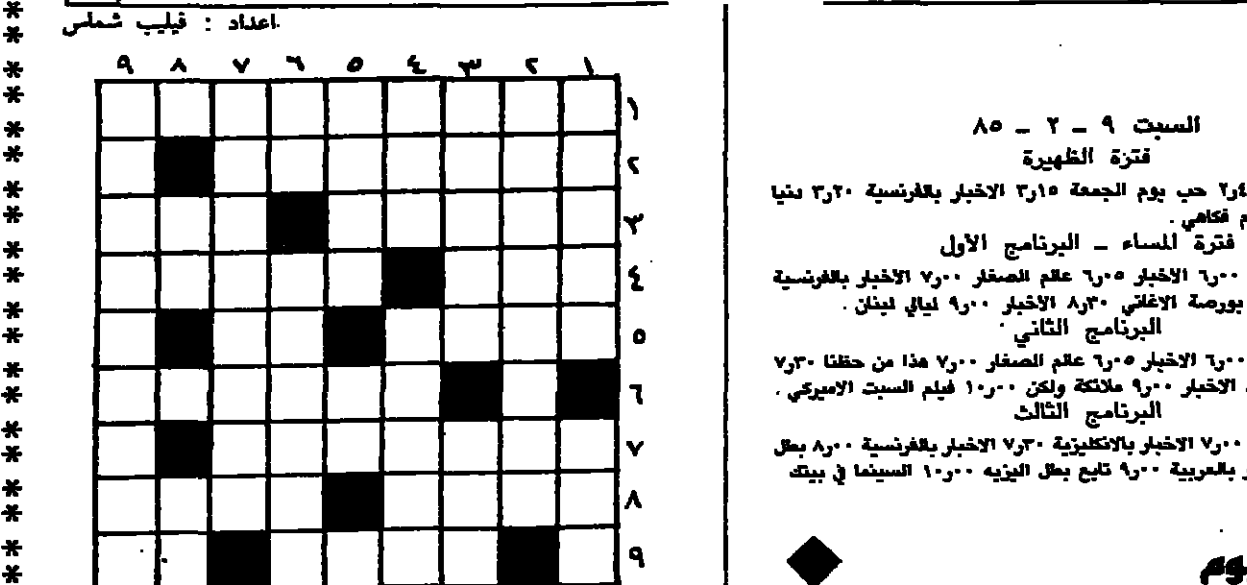 السبت ٩ ـ ٢ ـ ٨٥
فترة الظهيرة
حب يوم الجمعة ٣٫١٥ الاخبار بالفرنسية ٣٫٢٠ دنيا
فكاهي .
فترة المساء ـ البرنامج الأول
٦٫٠٠ الاخبار ٦٫٠٥ عالم الصغار ٧٫٠٠ الاخبار بالفرنسية
بورصة الاغاني ٨٫٣٠ الاخبار ٩٫٠٠ ليالي لبنان .
البرنامج الثاني
٦٫٠٠ الاخبار ٦٫٠٥ عالم الصغار ٧٫٠٠ هذا من حظنا ٧٫٣٠
الاخبار ٩٫٠٠ ملائكة ولكن ١٠٫٠٠ فيلم السبت الاميركي .
البرنامج الثالث
٧٫٠٠ الاخبار بالانكليزية ٧٫٣٠ الاخبار بالفرنسية ٨٫٠٠ بطل
بالعربية ٩٫٠٠ تابع بطل اليزيه ١٠٫٠٠ السينما في بيتك
اعداد : فيليب شماس
١ ٢ ٣ ٤ ٥ ٦ ٧ ٨ ٩
١
٢
٣
٤
٥
٦
٧
٨
٩